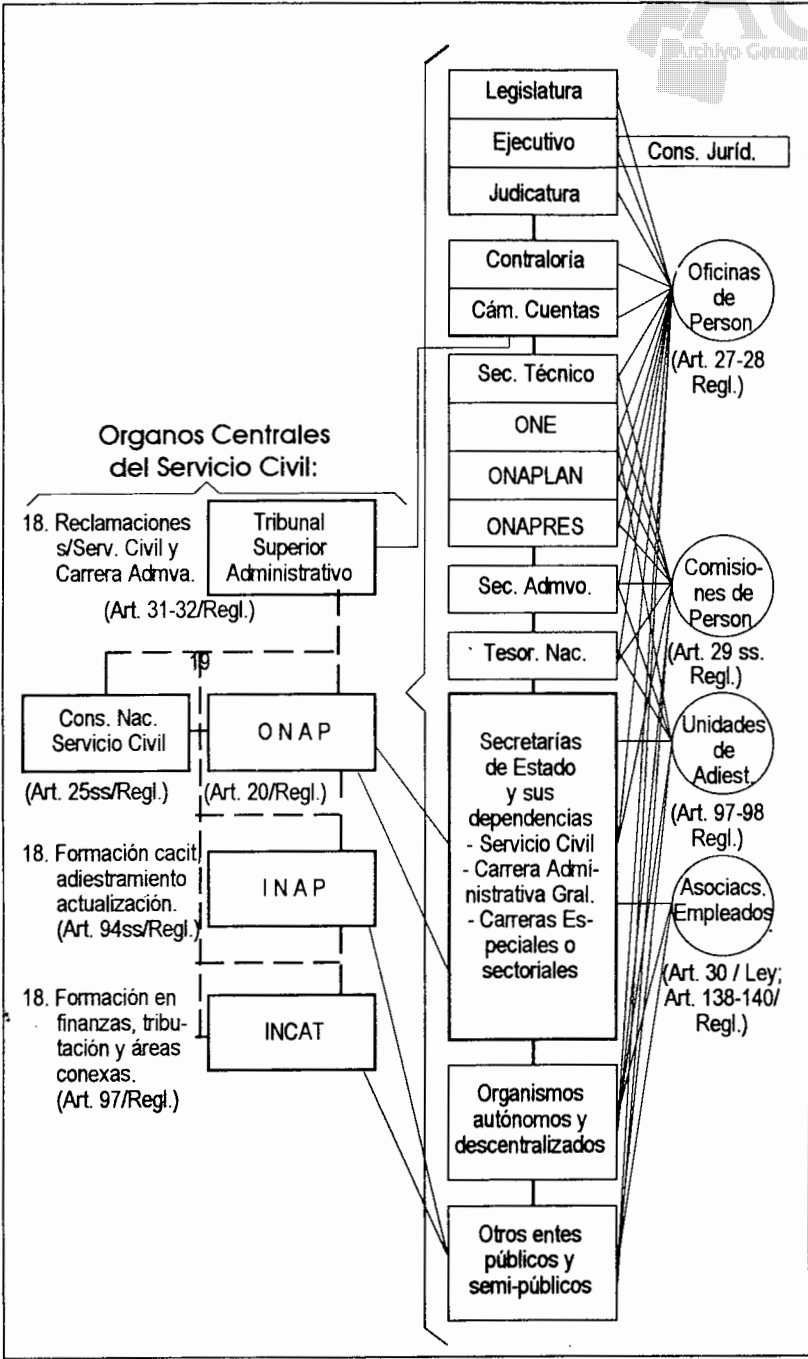 Archivo General
Legislatura
Ejecutivo
Cons. Juríd.
Judicatura
Contraloría
Cám. Cuentas
Oficinas
de
Person.
(Art. 27-28
Regl.)
Sec. Técnico
ONE
ONAPLAN
ONAPRES
Sec. Admvo.
Tesor. Nac.
Comisio-
nes de
Person
(Art. 29 ss.
Regl.)
Unidades
de
Adiest.
(Art. 97-98
Regl.)
Asociacs.
Empleados
(Art. 30 / Ley;
Art. 138-140/
Regl.)
Organos Centrales
del Servicio Civil:
18. Reclamaciones
s/Serv. Civil y
Carrera Admva.
(Art. 31-32/Regl.)
Tribunal
Superior
Administrativo
19
Cons. Nac.
Servicio Civil
(Art. 25ss/Regl.)
O N A P
(Art. 20/Regl.)
18. Formación cacit,
adiestramiento
actualización.
(Art. 94ss/Regl.)
I N A P
18. Formación en
finanzas, tribu-
tación y áreas
conexas.
(Art. 97/Regl.)
INCAT
Secretarías
de Estado
y sus
dependencias
- Servicio Civil
- Carrera Admi-
nistrativa Gral.
- Carreras Es-
peciales o
sectoriales
Organismos
autónomos y
descentralizados
Otros entes
públicos y
semi-públicos